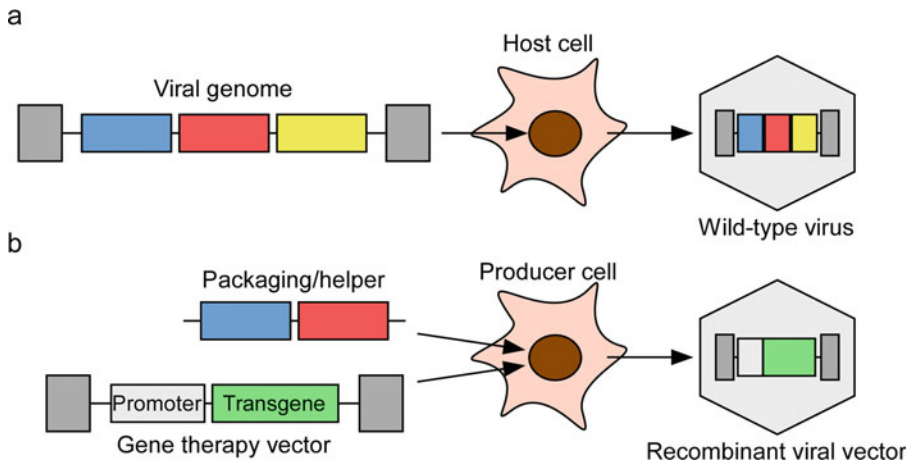 a
Host cell
Viral genome
Wild-type virus
b
Packaging/helper
Producer cell
Promoter
Transgene
Gene therapy vector
Recombinant viral vector